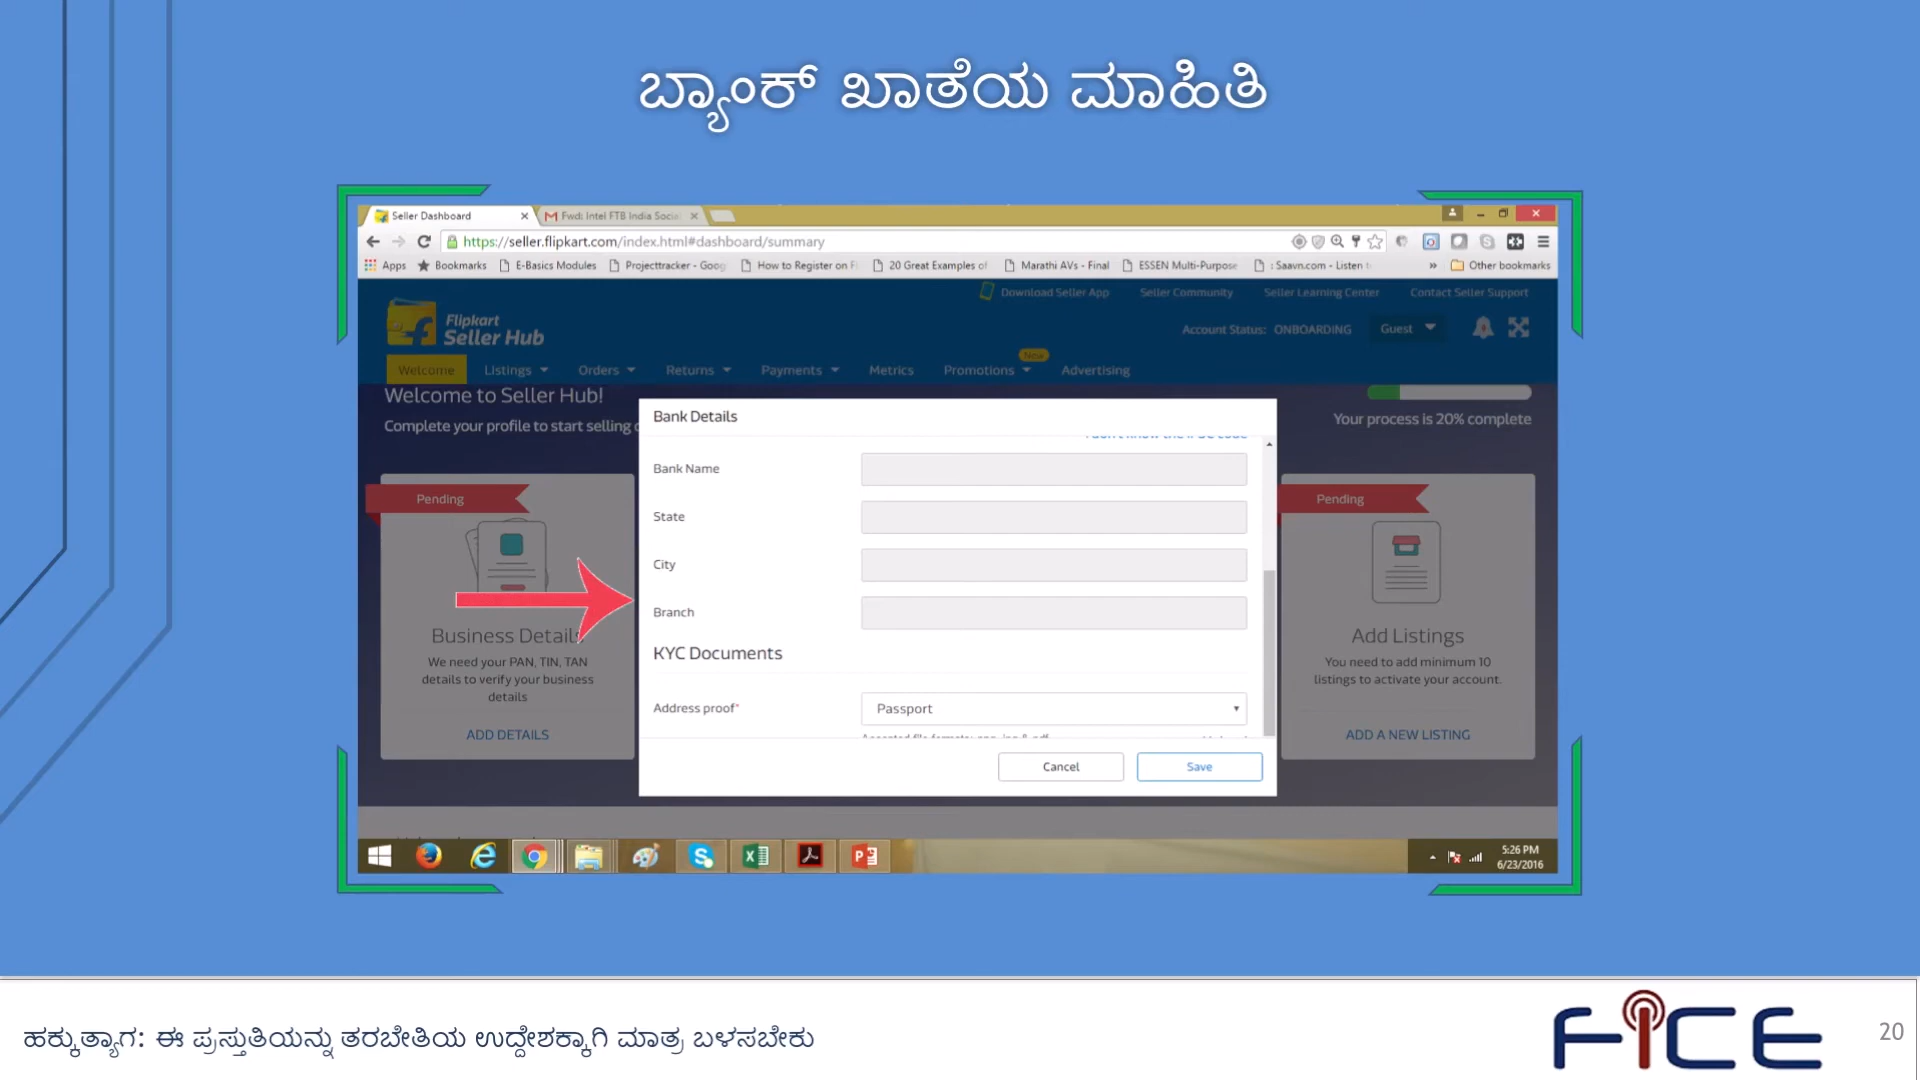 ಬ್ಯಾಂಕ್ ಖಾತೆಯ ಮಾಹಿತಿ
Seller Dashboard
Fwd: Intel FTB India Social
https://seller.flipkart.com/index.html#dashboard/summary
Apps Bookmarks E-Basics Modules Projecttracker - Goog How to Register on Fl 20 Great Examples of Marathi AVs - Final ESSEN Multi-Purpose : Saavn.com - Listen » Other bookmarks
Download Seller App Seller Community Seller Learning Center Contact Seller Support
Flipkart
Seller Hub
Account Status: ONBOARDING Guest
New
Welcome Listings Orders Returns Payments Metrics Promotions Advertising
Welcome to Seller Hub!
Complete your profile to start selling
Your process is 20% complete
Bank Details
Bank Name
State
City
Branch
KYC Documents
Address proof*
Passport
Cancel
Save
Pending
Business Details
We need your PAN, TIN, TAN
details to verify your business
details
ADD DETAILS
Pending
Add Listings
You need to add minimum 10
listings to activate your account.
ADD A NEW LISTING
5:26 PM
6/23/2016
ಹಕ್ಕುತ್ಯಾಗ: ಈ ಪ್ರಸ್ತುತಿಯನ್ನು ತರಬೇತಿಯ ಉದ್ದೇಶಕ್ಕಾಗಿ ಮಾತ್ರ ಬಳಸಬೇಕು
FICE
20